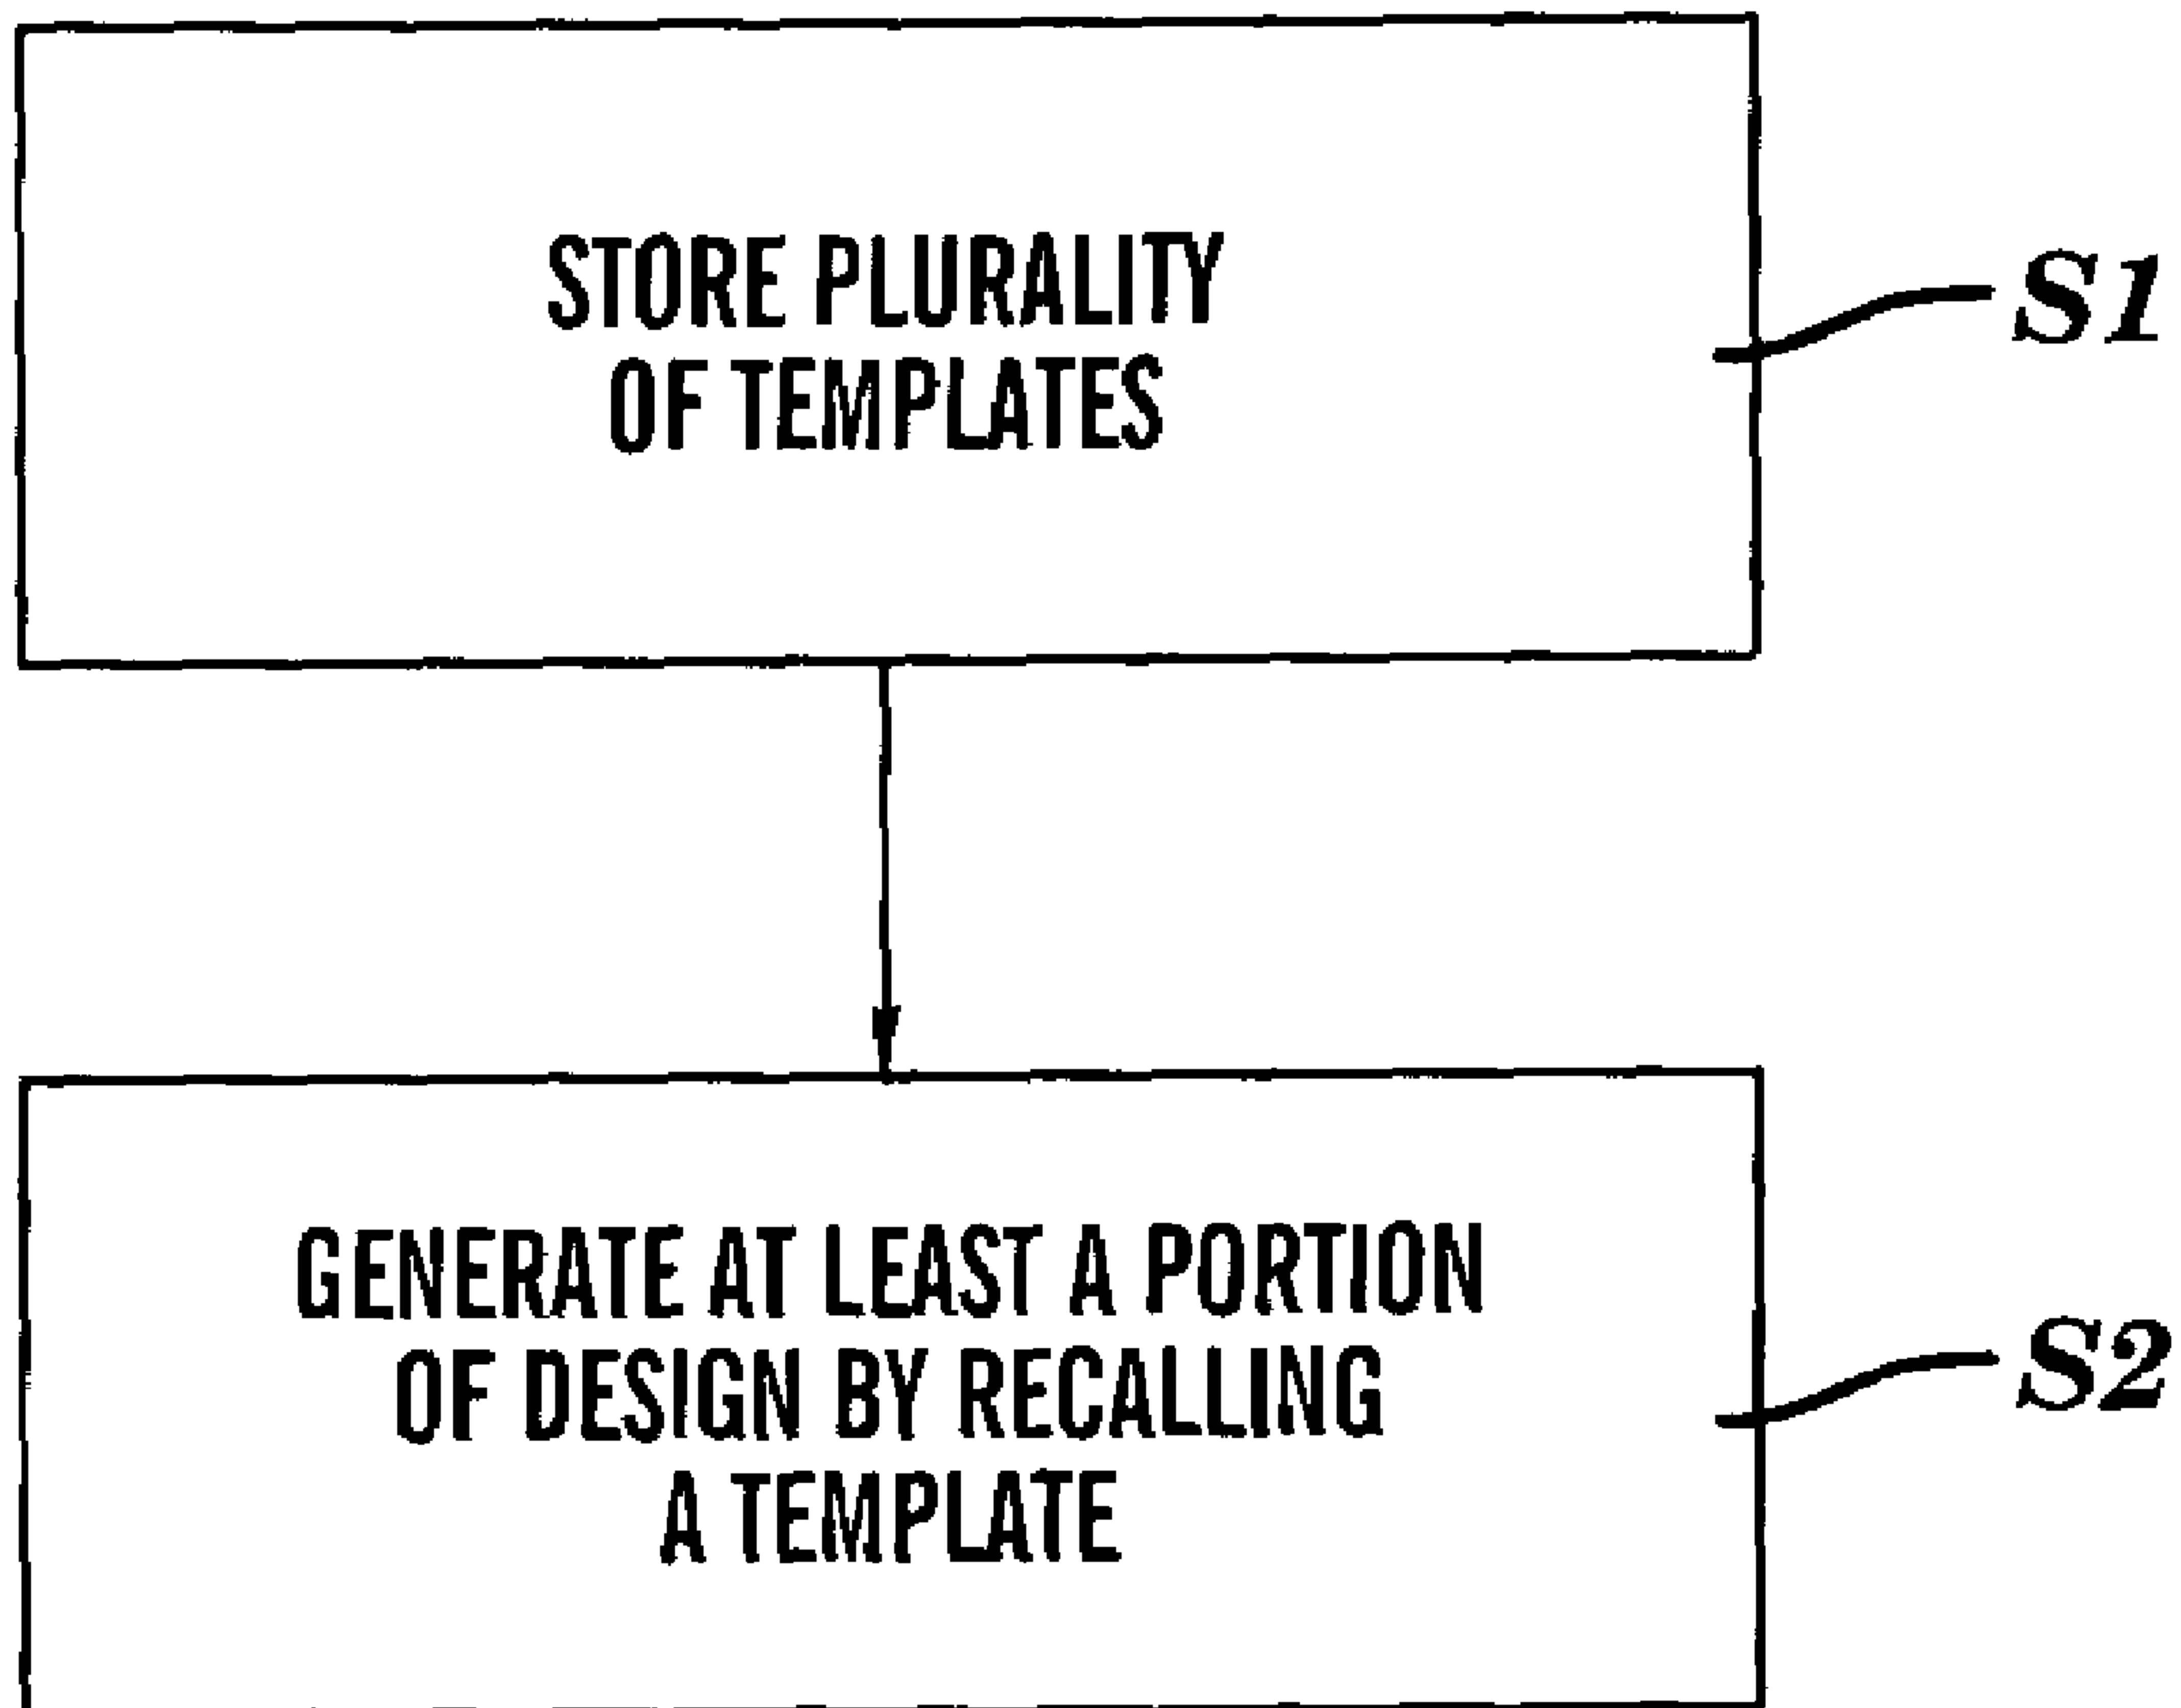 STORE PLURALITY
OF TEMPLATES
S1
GENERATE AT LEAST A PORTION
OF DESIGN BY RECALLING
A TEMPLATE
S2